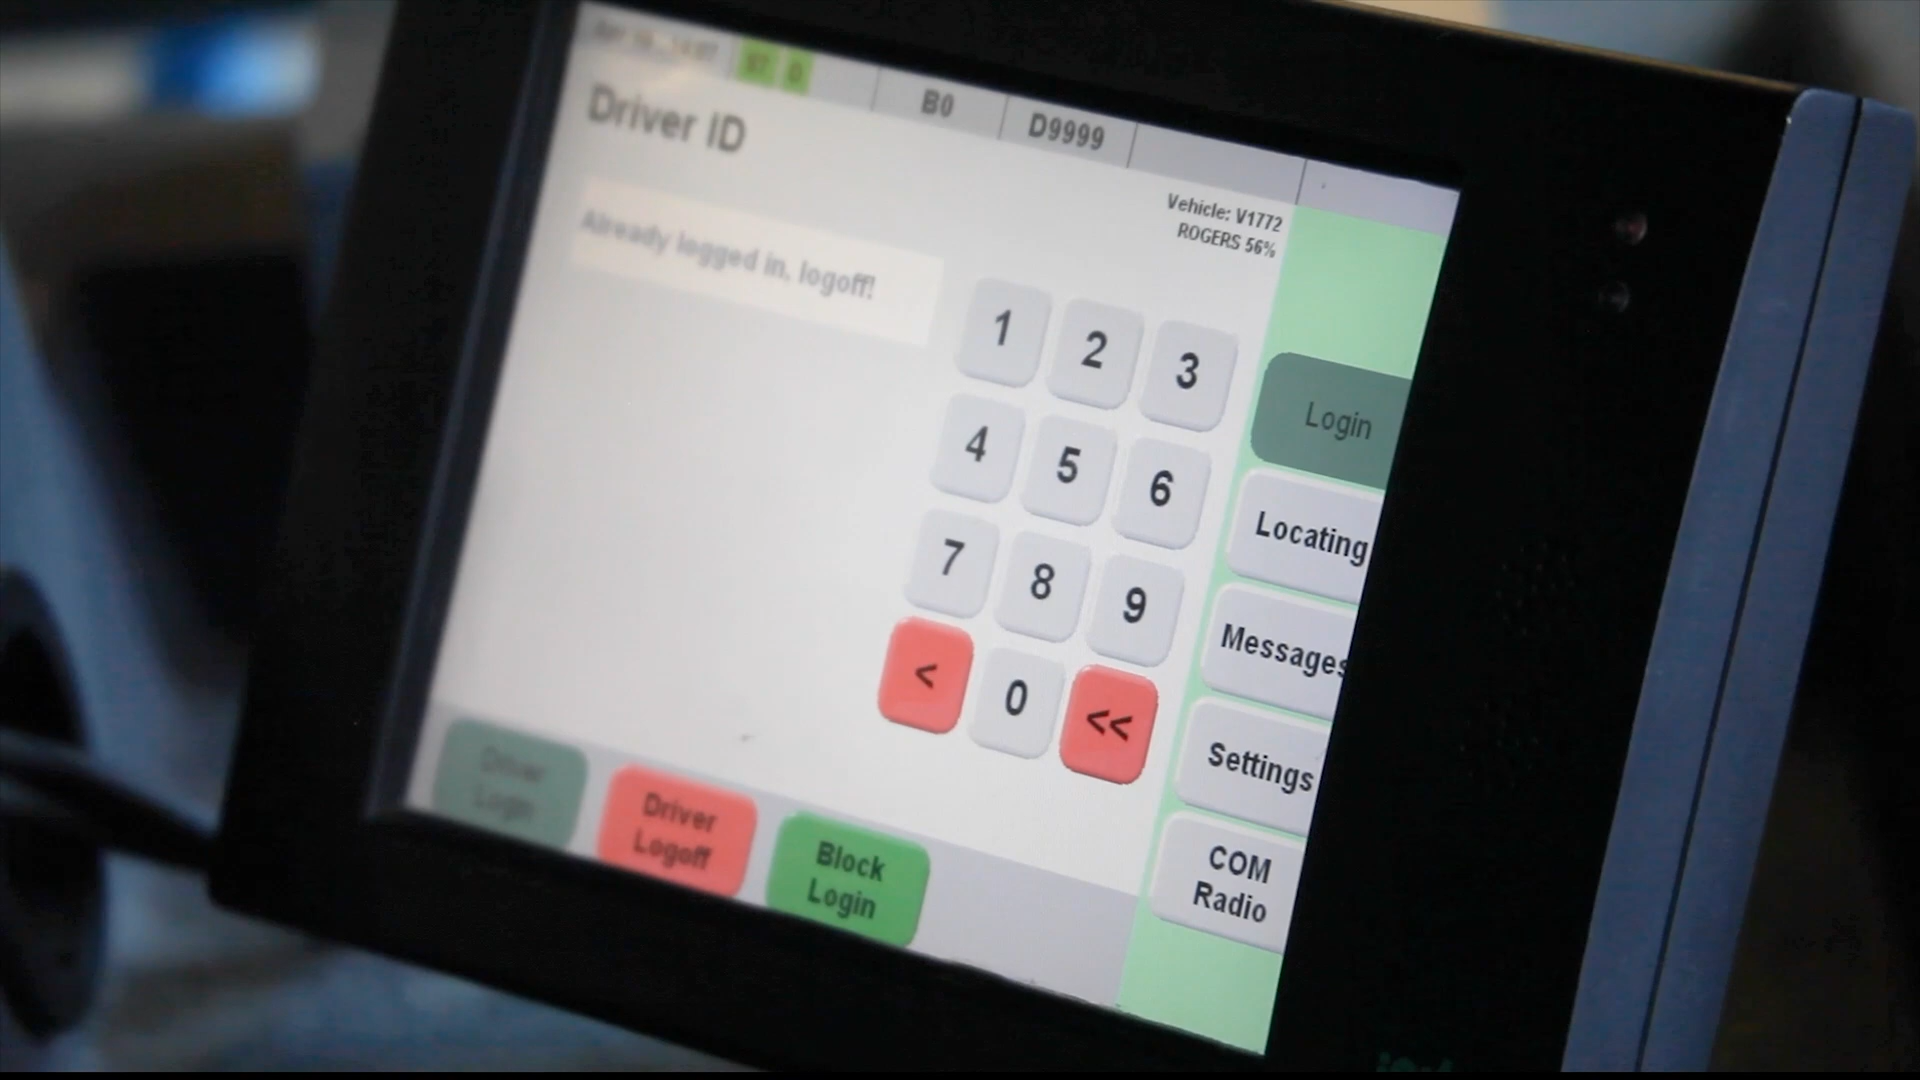 B0
D9999
Driver ID
Vehicle: V1772
ROGERS 56%
Already logged in, logoff!
1
2
3
4
5
6
7
8
9
<
0
<<
Login
Locating
Messages
Settings
COM
Radio
Driver
Login
Driver
Logoff
Block
Login